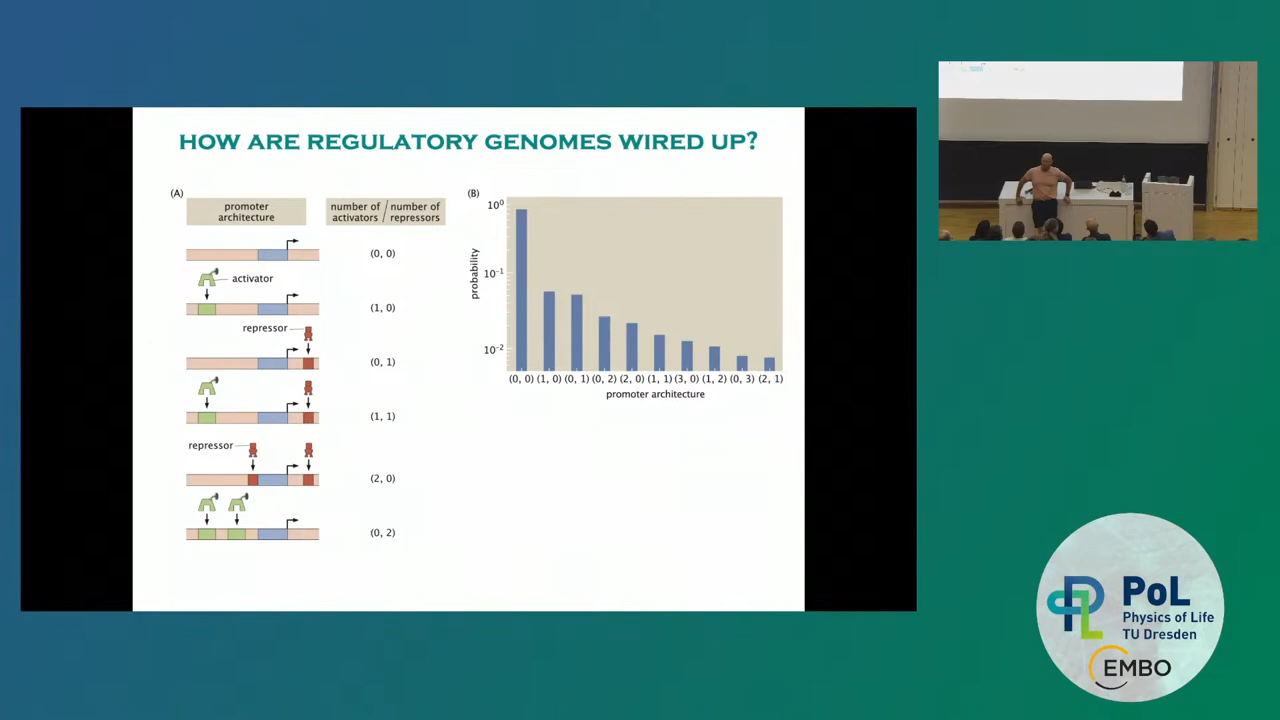 HOW ARE REGULATORY GENOMES WIRED UP?
(A)
promoter
architecture
number of / number of
activators / repressors
(0, 0)
activator
(1, 0)
repressor
(0, 1)
(1, 1)
repressor
(2, 0)
(0, 2)
(B)
probability
10⁰
10⁻¹
10⁻²
(0, 0) (1, 0) (0, 1) (0, 2) (2, 0) (1, 1) (3, 0) (1, 2) (0, 3) (2, 1)
promoter architecture
PoL
Physics of Life
TU Dresden
EMBO